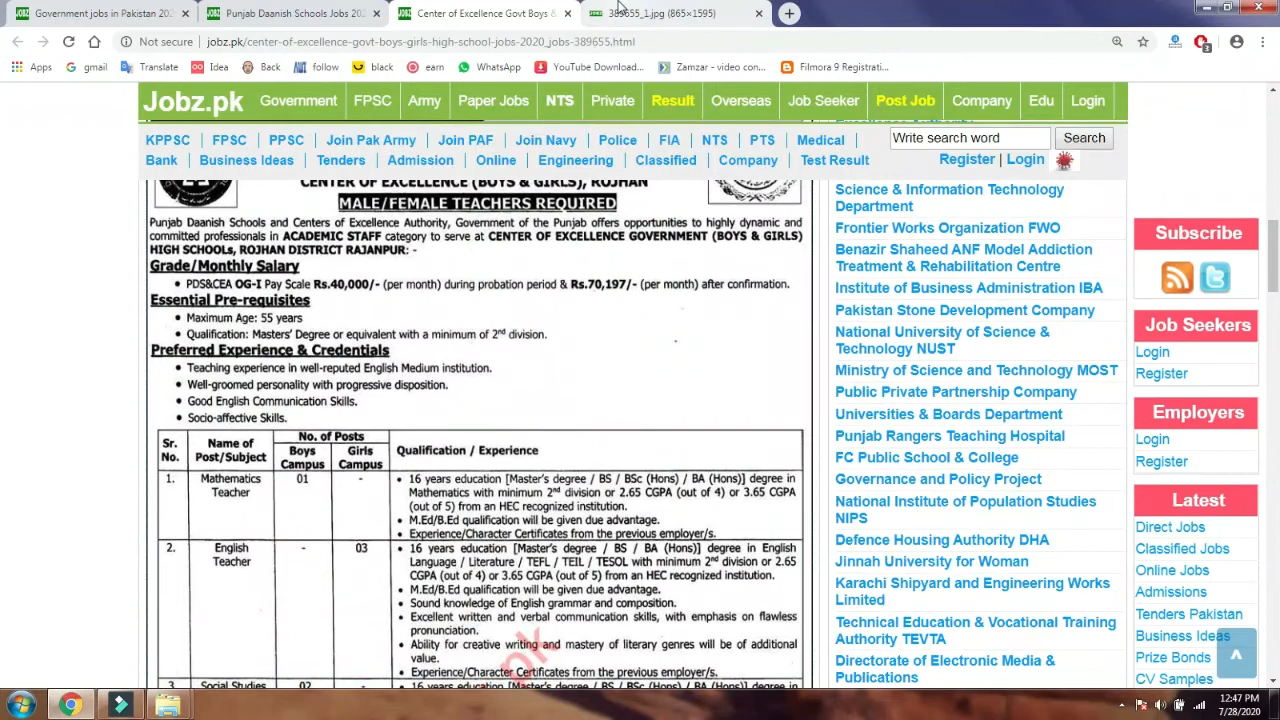 Government jobs in Pakistan 202
Punjab Daanish Schools Jobs 202
Center of Excellence Govt Boys &
389655_1.jpg (865×1595)
Not secure | jobz.pk/center-of-excellence-govt-boys-girls-high-school-jobs-2020_jobs-389655.html
Apps gmail Translate Idea Back follow black earn WhatsApp YouTube Download... Zamzar - video con... Filmora 9 Registrati...
Jobz.pk Government FPSC Army Paper Jobs NTS Private Result Overseas Job Seeker Post Job Company Edu Login
KPPSC FPSC PPSC Join Pak Army Join PAF Join Navy Police FIA NTS PTS Medical
Bank Business Ideas Tenders Admission Online Engineering Classified Company Test Result
Write search word Search
Register | Login
CENTER OF EXCELLENCE (BOYS & GIRLS), ROJHAN
MALE/FEMALE TEACHERS REQUIRED
Punjab Daanish Schools and Centers of Excellence Authority, Government of the Punjab offers opportunities to highly dynamic and
committed professionals in ACADEMIC STAFF category to serve at CENTER OF EXCELLENCE GOVERNMENT (BOYS & GIRLS)
HIGH SCHOOLS, ROJHAN DISTRICT RAJANPUR: -
Grade/Monthly Salary
• PDS&CEA OG-I Pay Scale Rs.40,000/- (per month) during probation period & Rs.70,197/- (per month) after confirmation.
Essential Pre-requisites
• Maximum Age: 55 years
• Qualification: Masters' Degree or equivalent with a minimum of 2nd division.
Preferred Experience & Credentials
• Teaching experience in well-reputed English Medium institution.
• Well-groomed personality with progressive disposition.
• Good English Communication Skills.
• Socio-affective Skills.
Sr. No. Name of Post/Subject No. of Posts Boys Campus Girls Campus Qualification / Experience
1. Mathematics Teacher 01 -
• 16 years education [Master's degree / BS / BSc (Hons) / BA (Hons)] degree in
Mathematics with minimum 2nd division or 2.65 CGPA (out of 4) or 3.65 CGPA
(out of 5) from an HEC recognized institution.
• M.Ed/B.Ed qualification will be given due advantage.
• Experience/Character Certificates from the previous employer/s.
2. English Teacher - 03
• 16 years education [Master's degree / BS / BA (Hons)] degree in English
Language / Literature / TEFL / TEIL / TESOL with minimum 2nd division or 2.65
CGPA (out of 4) or 3.65 CGPA (out of 5) from an HEC recognized institution.
• M.Ed/B.Ed qualification will be given due advantage.
• Sound knowledge of English grammar and composition.
• Excellent written and verbal communication skills, with emphasis on flawless
pronunciation.
• Ability for creative writing and mastery of literary genres will be of additional
value.
• Experience/Character Certificates from the previous employer/s.
3. Social Studies 02 - • 16 years education [Master's degree / BS / BSc (Hons) / BA (Hons)] degree in
pk
Science & Information Technology
Department
Frontier Works Organization FWO
Benazir Shaheed ANF Model Addiction
Treatment & Rehabilitation Centre
Institute of Business Administration IBA
Pakistan Stone Development Company
National University of Science &
Technology NUST
Ministry of Science and Technology MOST
Public Private Partnership Company
Universities & Boards Department
Punjab Rangers Teaching Hospital
FC Public School & College
Governance and Policy Project
National Institute of Population Studies
NIPS
Defence Housing Authority DHA
Jinnah University for Woman
Karachi Shipyard and Engineering Works
Limited
Technical Education & Vocational Training
Authority TEVTA
Directorate of Electronic Media &
Publications
Subscribe
Job Seekers
Login
Register
Employers
Login
Register
Latest
Direct Jobs
Classified Jobs
Online Jobs
Admissions
Tenders Pakistan
Business Ideas
Prize Bonds
CV Samples
12:47 PM
7/28/2020